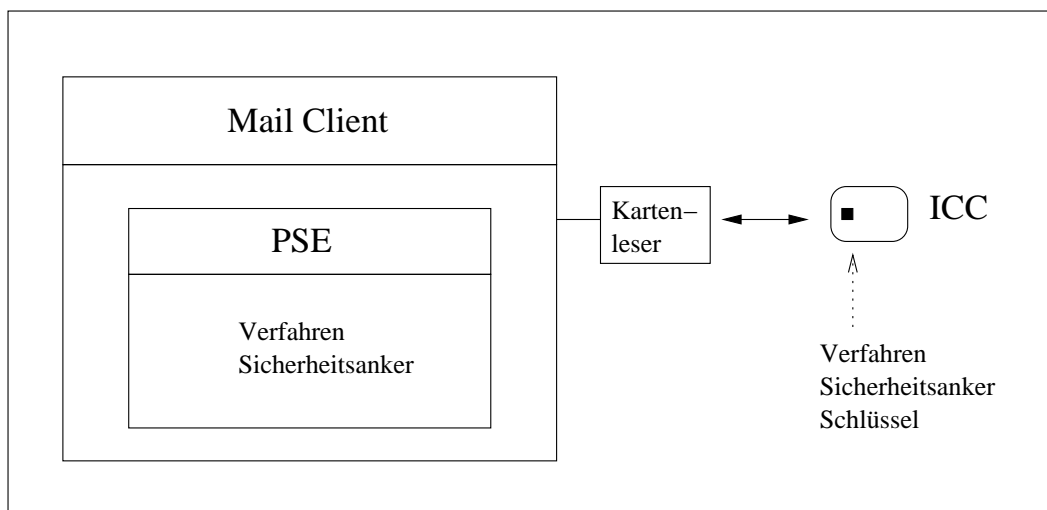 Mail Client
PSE
Verfahren
Sicherheitsanker
Karten–
leser
ICC
Verfahren
Sicherheitsanker
Schlüssel